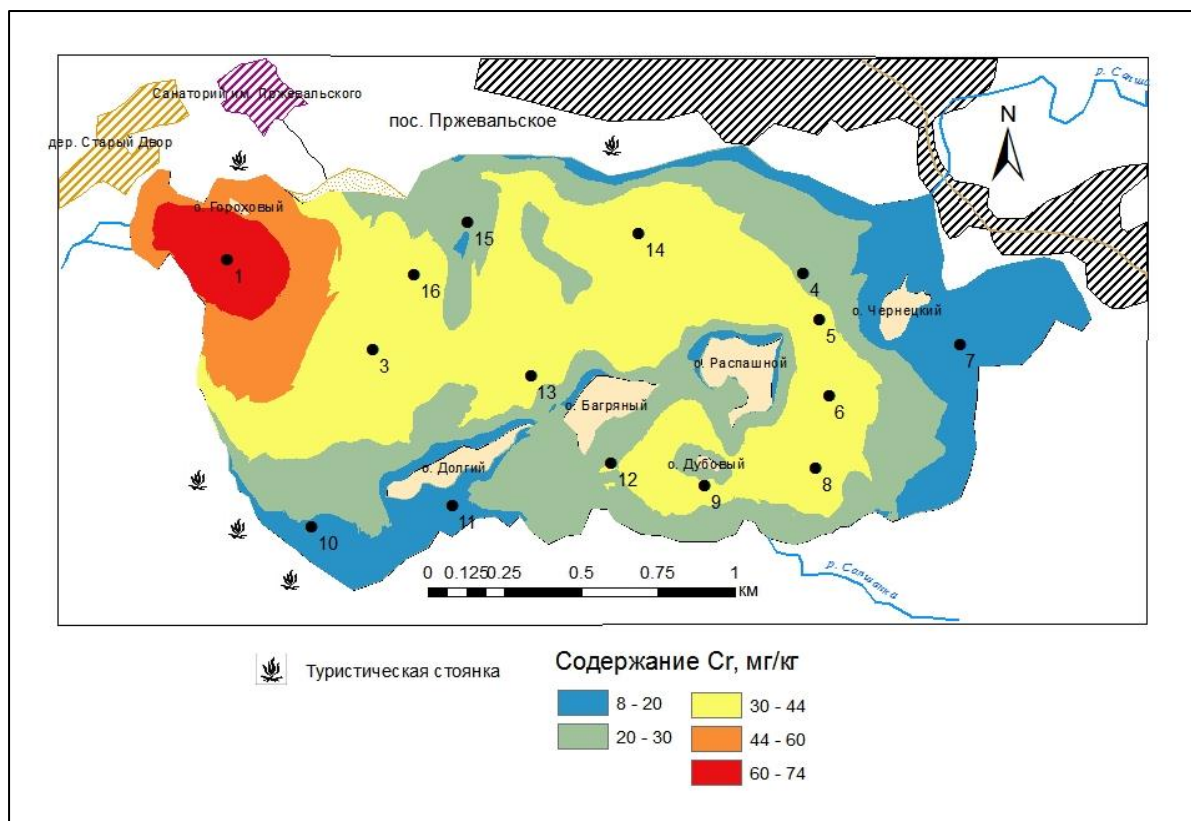 р. Сапша
Санаторий им. Пржевальского
пос. Пржевальское
N
дер. Старый Двор
о. Гороховый
15
14
1
16
4
о. Чернецкий
5
7
3
о. Распашной
13
6
о. Багряный
о. Долгий
12
о. Дубовый
8
9
11
10
0 0.125 0.25 0.5 0.75 1
км
р. Сапшанка
Туристическая стоянка
Содержание Cr, мг/кг
8 - 20
30 - 44
20 - 30
44 - 60
60 - 74